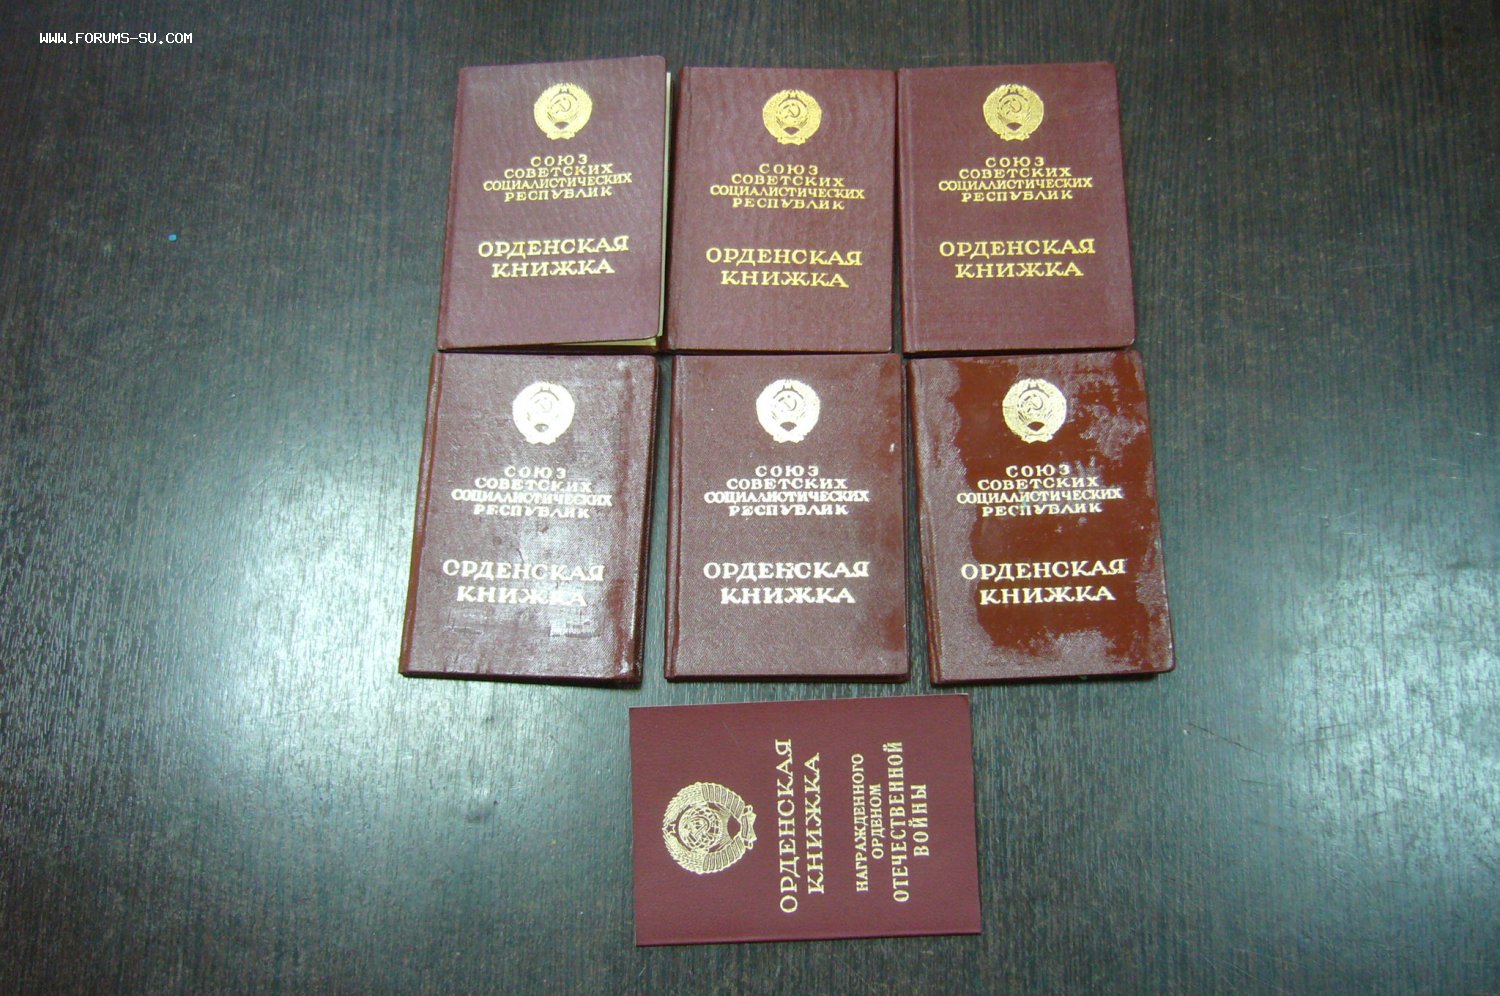 WWW.FORUMS-SU.COM
СОЮЗ
СОВЕТСКИХ
СОЦИАЛИСТИЧЕСКИХ
РЕСПУБЛИК
ОРДЕНСКАЯ
КНИЖКА
СОЮЗ
СОВЕТСКИХ
СОЦИАЛИСТИЧЕСКИХ
РЕСПУБЛИК
ОРДЕНСКАЯ
КНИЖКА
СОЮЗ
СОВЕТСКИХ
СОЦИАЛИСТИЧЕСКИХ
РЕСПУБЛИК
ОРДЕНСКАЯ
КНИЖКА
СОЮЗ
СОВЕТСКИХ
СОЦИАЛИСТИЧЕСКИХ
РЕСПУБЛИК
ОРДЕНСКАЯ
КНИЖКА
СОЮЗ
СОВЕТСКИХ
СОЦИАЛИСТИЧЕСКИХ
РЕСПУБЛИК
ОРДЕНСКАЯ
КНИЖКА
СОЮЗ
СОВЕТСКИХ
СОЦИАЛИСТИЧЕСКИХ
РЕСПУБЛИК
ОРДЕНСКАЯ
КНИЖКА
ОРДЕНСКАЯ
КНИЖКА
НАГРАЖДЕННОГО
ОРДЕНОМ
ОТЕЧЕСТВЕННОЙ
ВОЙНЫ